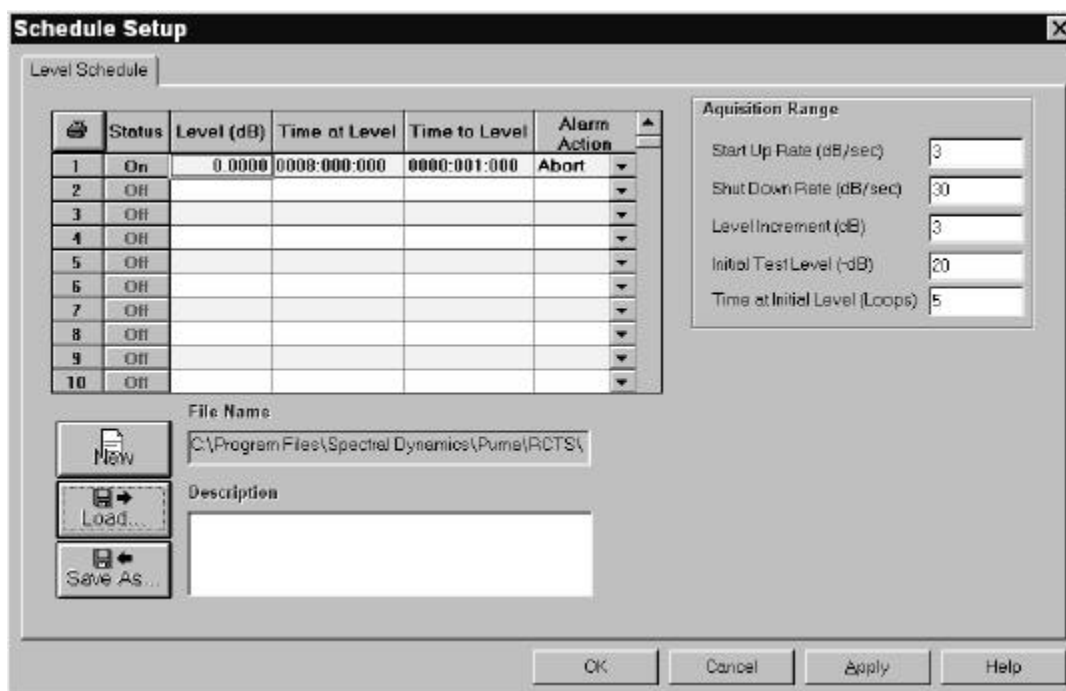 Schedule Setup
Level Schedule
Status Level (dB) Time at Level Time to Level Alarm Action
1 On 0.0000 0008:000:000 0000:001:000 Abort
2 Off
3 Off
4 Off
5 Off
6 Off
7 Off
8 Off
9 Off
10 Off
Aquisition Range
Start Up Rate (dB/sec) 3
Shut Down Rate (dB/sec) 30
Level Increment (dB) 3
Initial Test Level (-dB) 20
Time at Initial Level (Loops) 5
New
Load...
Save As...
File Name
C:\Program Files\Spectral Dynamics\Puma\RCTS\
Description
OK Cancel Apply Help